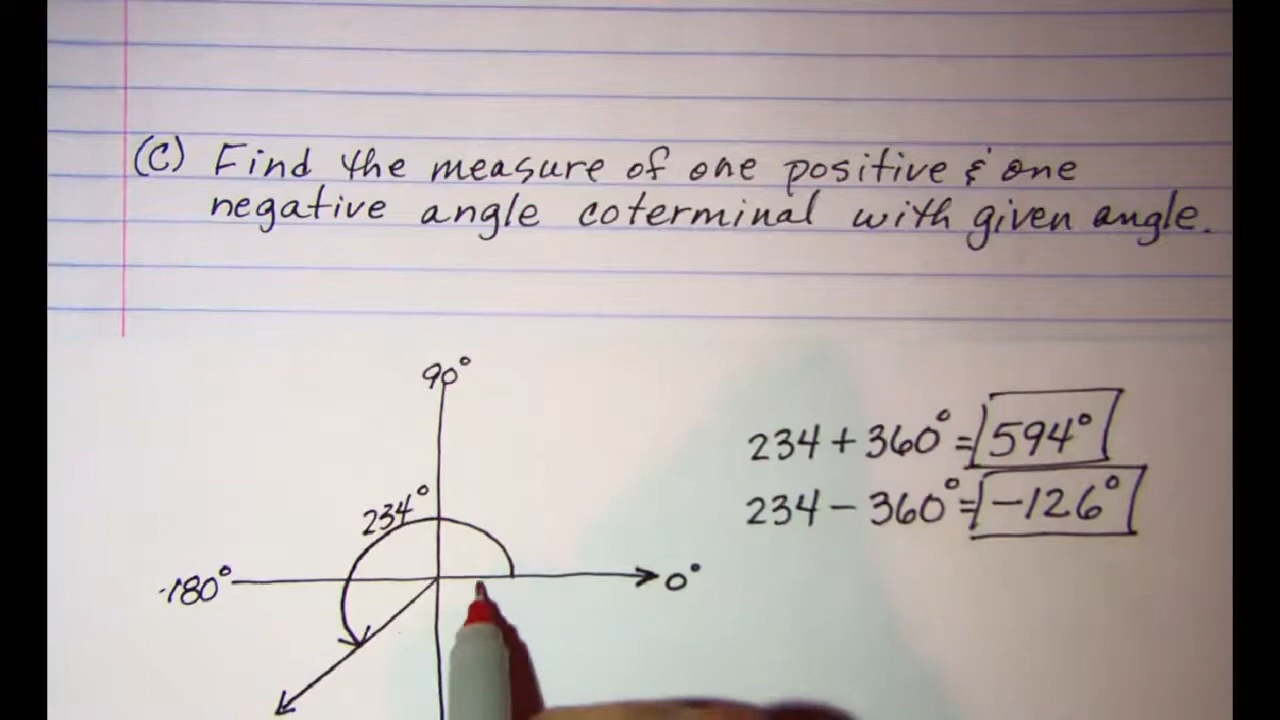 (C) Find the measure of one positive & one
negative angle coterminal with given angle.
90°
234 + 360° = 594°
234 - 360° = -126°
234°
180°
0°